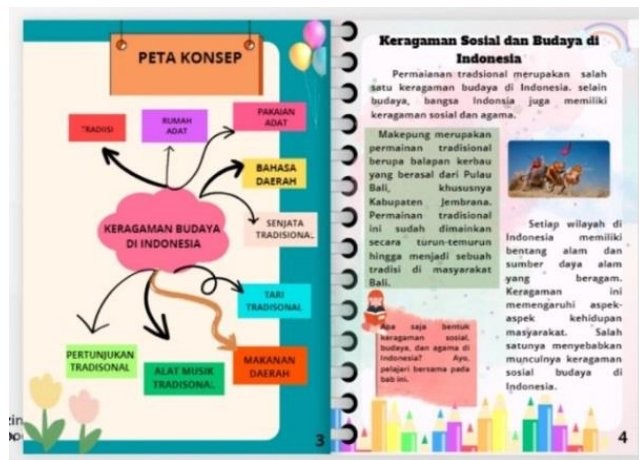 PETA KONSEP
TRADISI
RUMAH
ADAT
PAKAIAN
ADAT
BAHASA
DAERAH
KERAGAMAN BUDAYA
DI INDONESIA
SENJATA
TRADISIONAL
TARI
TRADISONAL
PERTUNJUKAN
TRADISIONAL
ALAT MUSIK
TRADISIONAL
MAKANAN
DAERAH
3
Keragaman Sosial dan Budaya di
Indonesia
Permaianan tradsional merupakan salah
satu keragaman budaya di Indonesia. selain
budaya, bangsa Indonsia juga memiliki
keragaman sosial dan agama.
Makepung merupakan
permainan tradisional
berupa balapan kerbau
yang berasal dari Pulau
Bali, khususnya
Kabupaten Jembrana.
Permainan tradisional
ini sudah dimainkan
secara turun-temurun
hingga menjadi sebuah
tradisi di masyarakat
Bali.
Apa saja bentuk
keragaman sosial,
budaya, dan agama di
Indonesia? Ayo,
pelajari bersama pada
bab ini.
Setiap wilayah di
Indonesia memiliki
bentang alam dan
sumber daya alam
yang beragam.
Keragaman ini
memengaruhi aspek-
aspek kehidupan
masyarakat. Salah
satunya menyebabkan
munculnya keragaman
sosial budaya di
Indonesia.
4